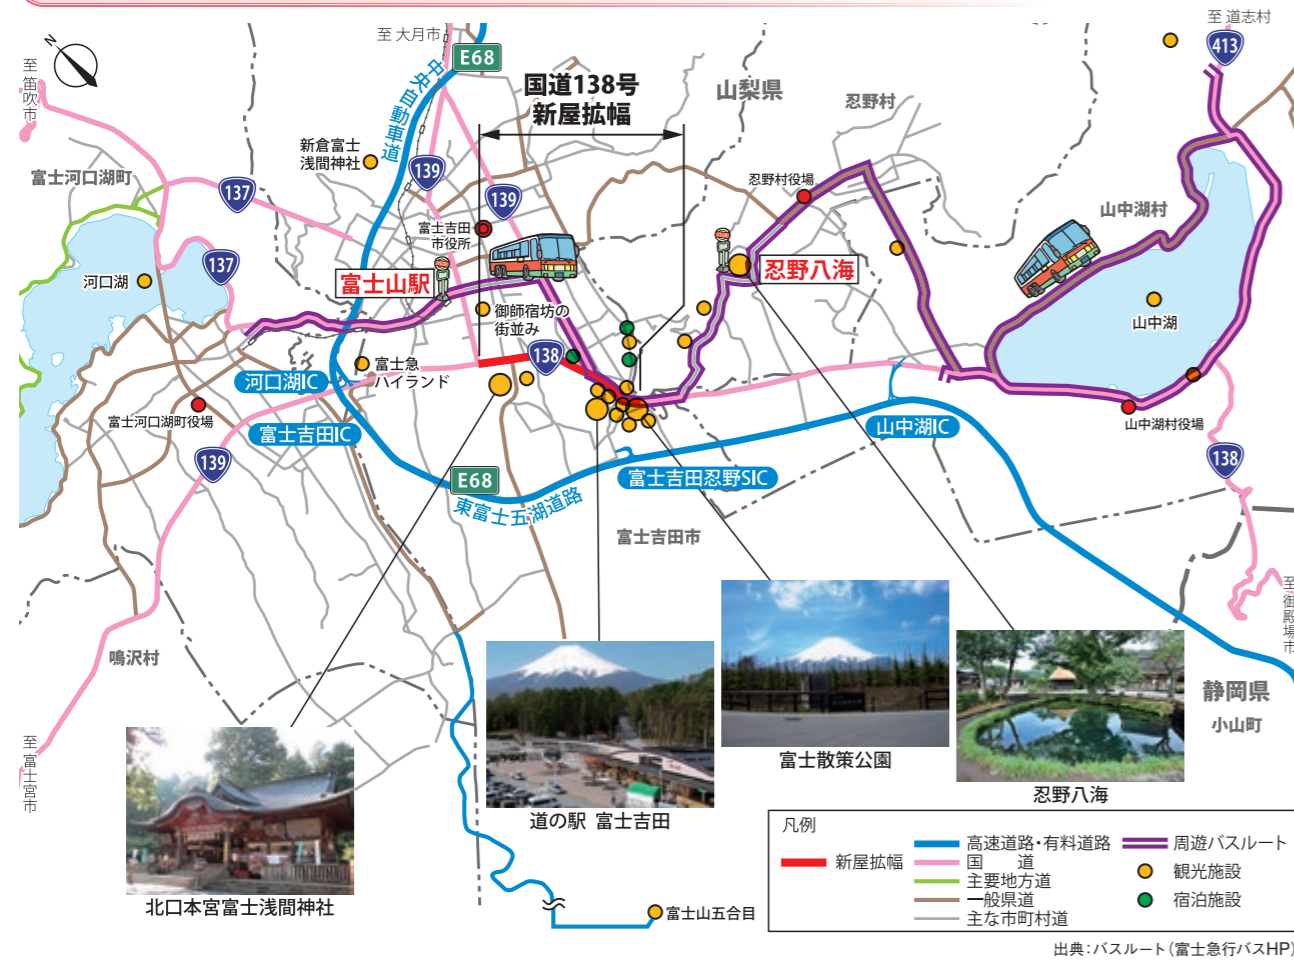 至 道志村
至 大月市
N
E68
413
中央自動車道
国道138号
新屋拡幅
山梨県
忍野村
至 笛吹市
新倉富士
浅間神社
139
富士河口湖町
137
139
忍野村役場
山中湖村
富士吉田
市役所
137
富士山駅
忍野八海
河口湖
御師宿坊の
街並み
山中湖
138
富士急
ハイランド
河口湖IC
富士河口湖町役場
富士吉田IC
山中湖IC
山中湖村役場
139
138
E68
富士吉田忍野SIC
東富士五湖道路
富士吉田市
至 御殿場市
鳴沢村
静岡県
小山町
至 富士宮市
富士散策公園
忍野八海
道の駅 富士吉田
北口本宮富士浅間神社
富士山五合目
凡例
新屋拡幅
高速道路・有料道路
国 道
主要地方道
一般県道
主な市町村道
周遊バスルート
観光施設
宿泊施設
出典：バスルート（富士急行バスHP）